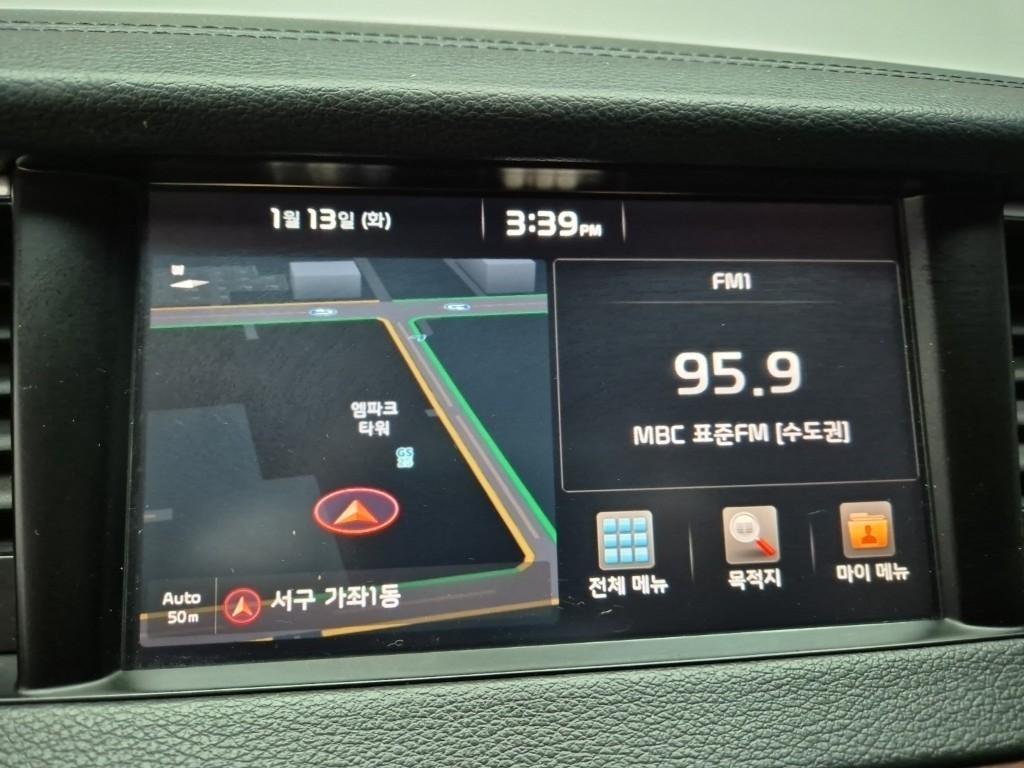 1월 13일 (화)
3:39PM
W
엠파크
타워
GS
25
Auto
50m
서구 가좌1동
FM1
95.9
MBC 표준FM [수도권]
전체 메뉴
목적지
마이 메뉴